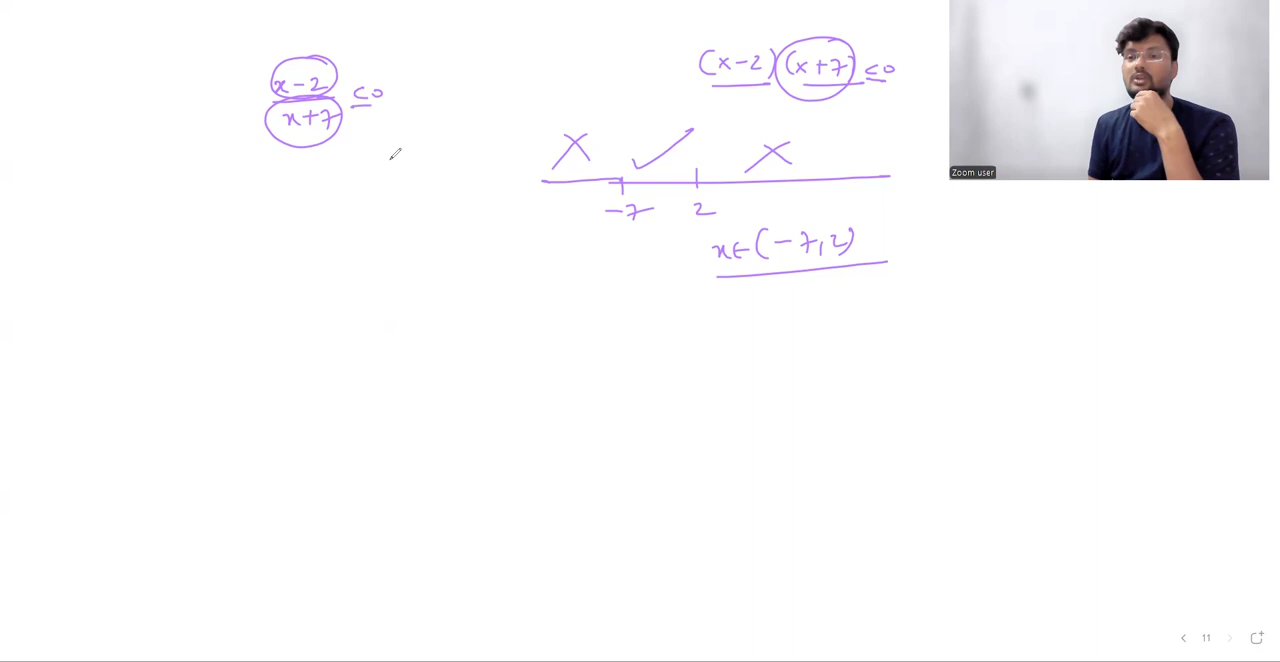 x-2
x+7 ≤0
(x-2)(x+7) ≤0
-7 2
x∈(-7,2)
Zoom user
11